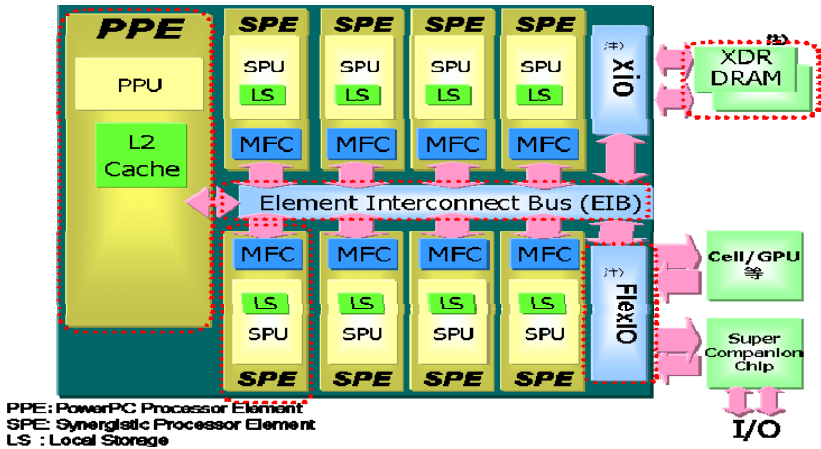 PPE
PPU
L2
Cache
SPE
SPU
LS
MFC
SPE
SPU
LS
MFC
SPE
SPU
LS
MFC
SPE
SPU
LS
MFC
XIO
XDR
DRAM
Element Interconnect Bus (EIB)
MFC
LS
SPU
SPE
MFC
LS
SPU
SPE
MFC
LS
SPU
SPE
MFC
LS
SPU
SPE
FlexIO
Cell/GPU
等
Super
Companion
Chip
I/O
PPE: PowerPC Processor Element
SPE: Synergistic Processor Element
LS : Local Storage